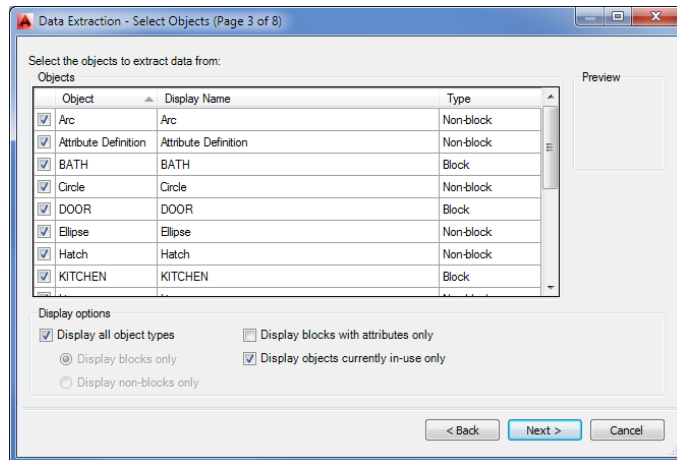 Data Extraction - Select Objects (Page 3 of 8)
Select the objects to extract data from:
Objects
Preview
Object Display Name Type
Arc Arc Non-block
Attribute Definition Attribute Definition Non-block
BATH BATH Block
Circle Circle Non-block
DOOR DOOR Block
Ellipse Ellipse Non-block
Hatch Hatch Non-block
KITCHEN KITCHEN Block
Display options
Display all object types Display blocks with attributes only
Display blocks only Display objects currently in-use only
Display non-blocks only
< Back Next > Cancel